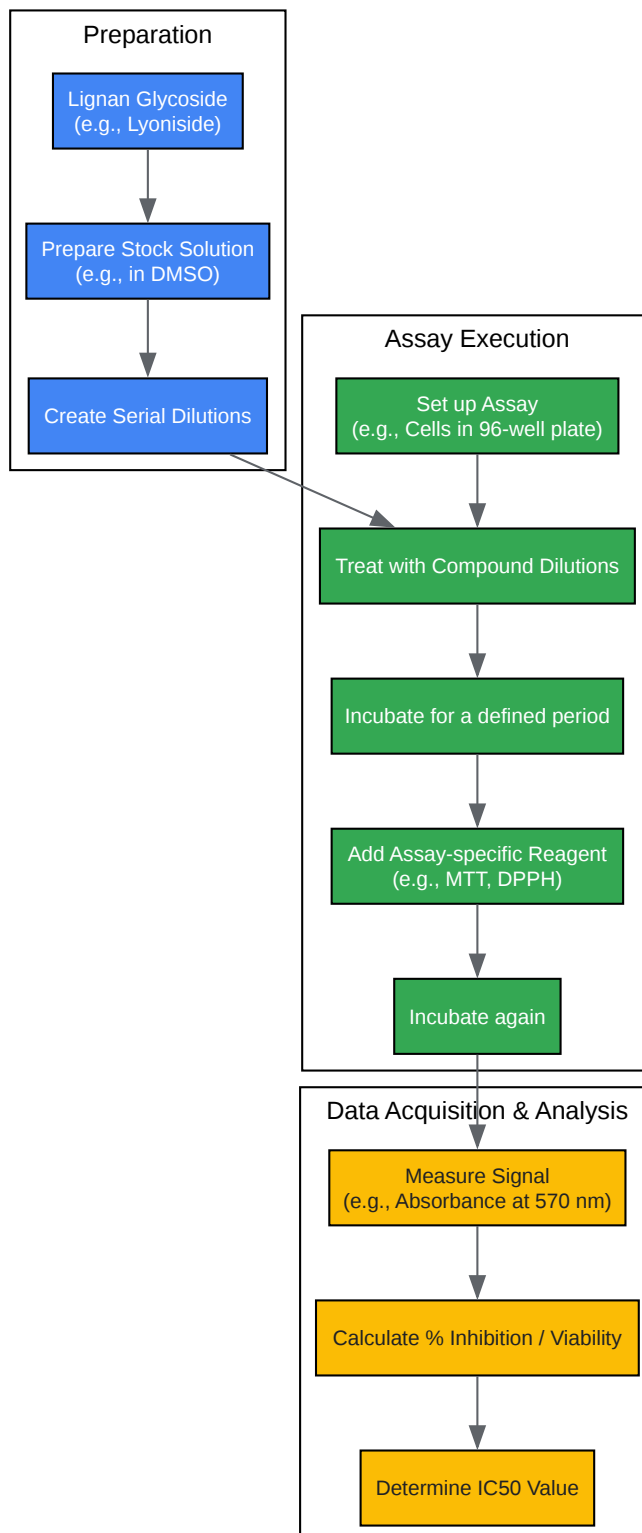 Preparation
Lignan Glycoside
(e.g., Lyoniside)
Prepare Stock Solution
(e.g., in DMSO)
Create Serial Dilutions
Assay Execution
Set up Assay
(e.g., Cells in 96-well plate)
Treat with Compound Dilutions
Incubate for a defined period
Add Assay-specific Reagent
(e.g., MTT, DPPH)
Incubate again
Data Acquisition & Analysis
Measure Signal
(e.g., Absorbance at 570 nm)
Calculate % Inhibition / Viability
Determine IC50 Value